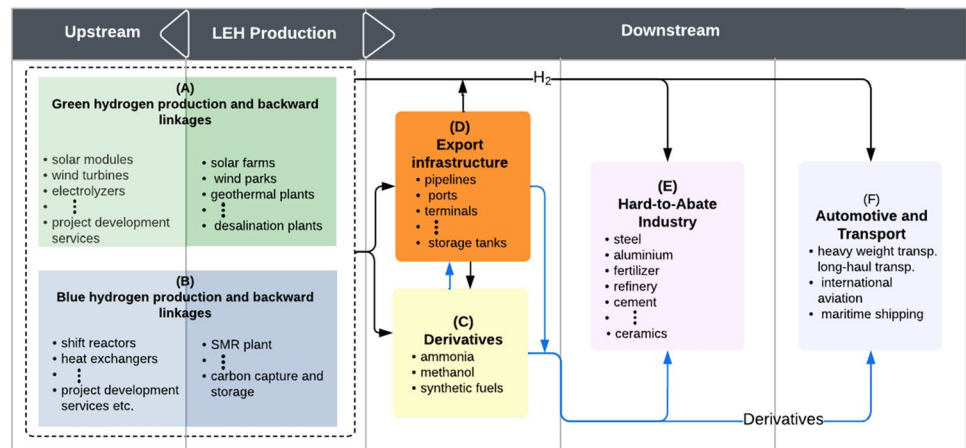 Upstream
LEH Production
Downstream
(A)
Green hydrogen production and backward
linkages
• solar modules
• wind turbines
• electrolyzers
•
• project development
services
• solar farms
• wind parks
• geothermal plants
•
• desalination plants
(B)
Blue hydrogen production and backward
linkages
• shift reactors
• heat exchangers
•
• project development
services etc.
• SMR plant
•
• carbon capture and
storage
H₂
(D)
Export
infrastructure
• pipelines
• ports
• terminals
•
• storage tanks
(C)
Derivatives
• ammonia
• methanol
• synthetic fuels
(E)
Hard-to-Abate
Industry
• steel
• aluminium
• fertilizer
• refinery
• cement
•
• ceramics
(F)
Automotive and
Transport
• heavy weight transp.
long-haul transp.
• international
aviation
• maritime shipping
Derivatives